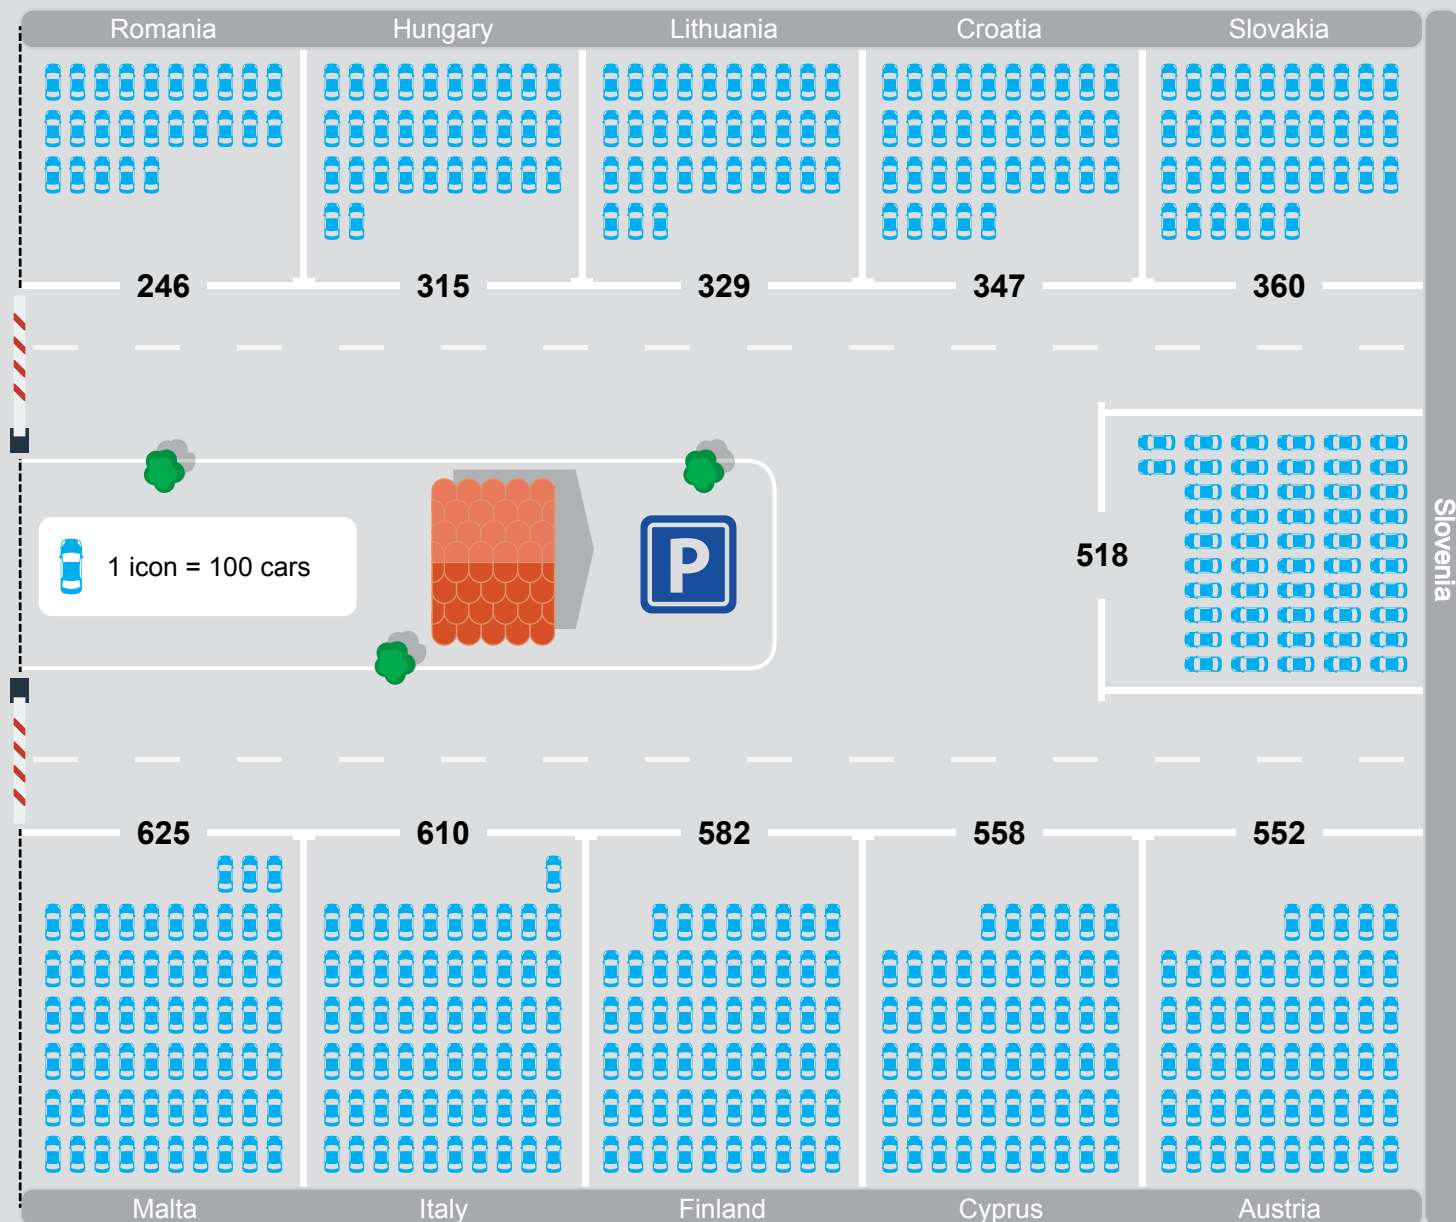 Romania
Hungary
Lithuania
Croatia
Slovakia
246
315
329
347
360
1 icon = 100 cars
P
518
Slovenia
625
610
582
558
552
Malta
Italy
Finland
Cyprus
Austria